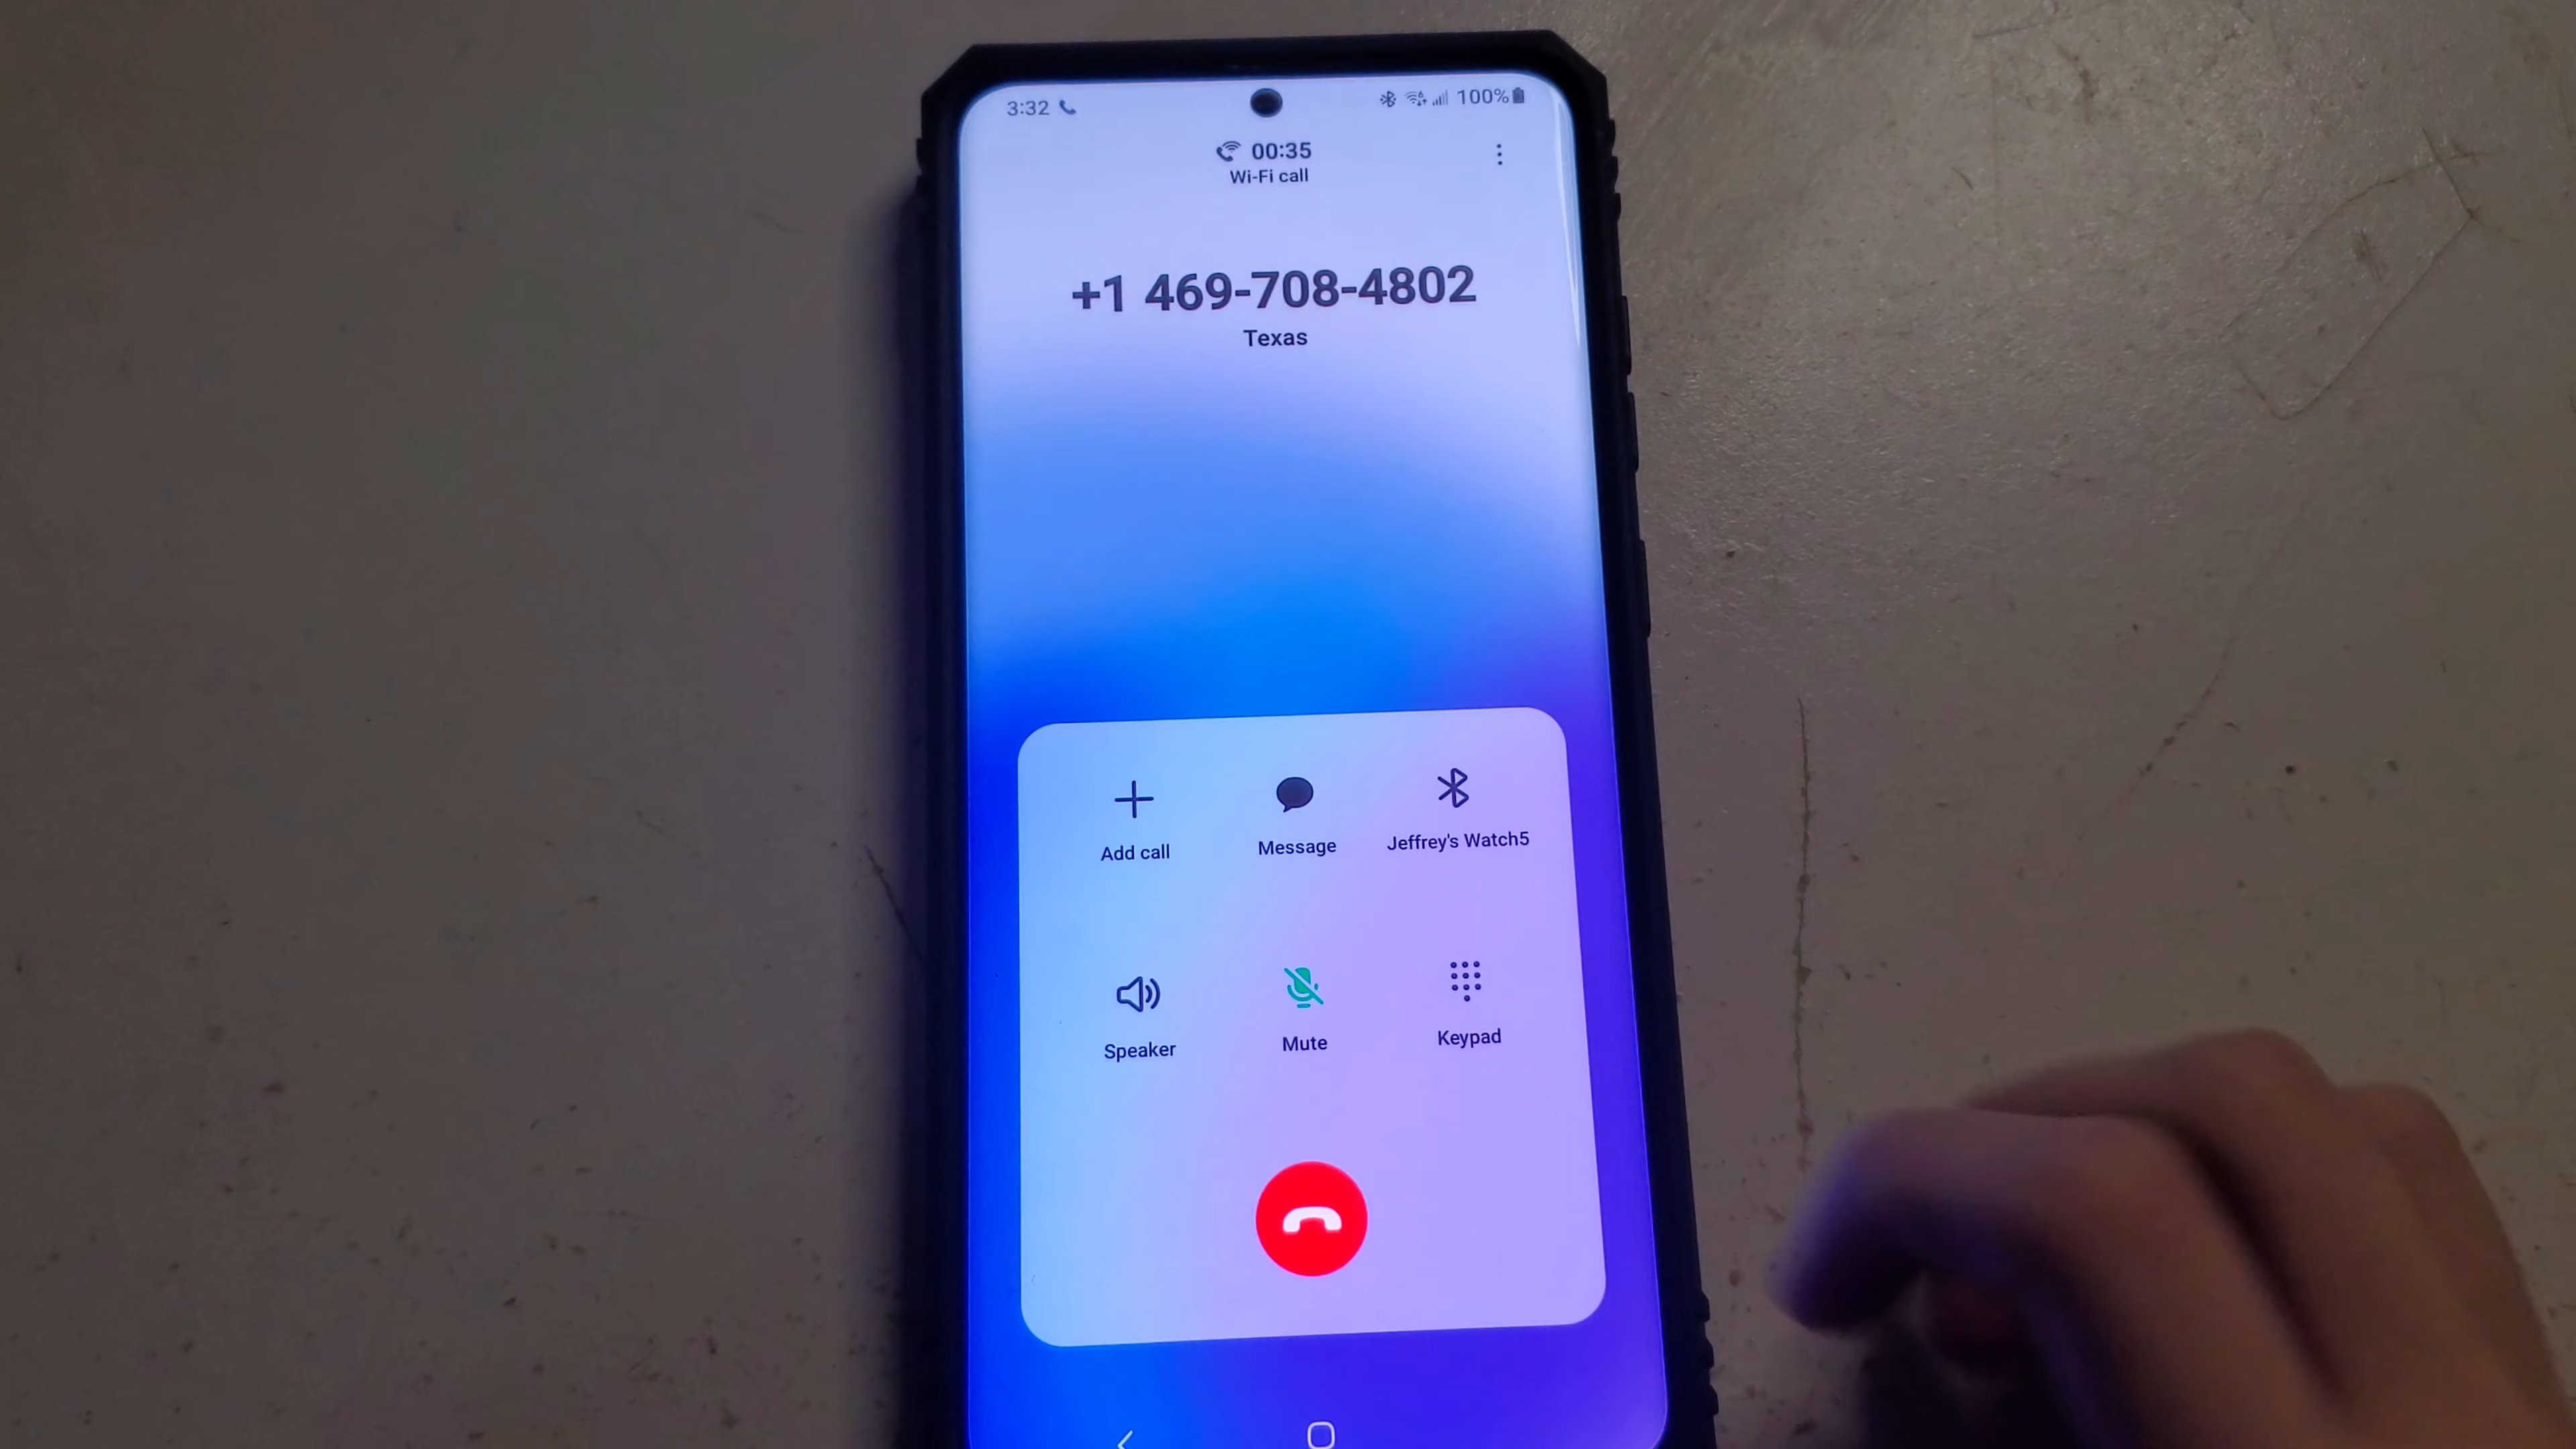 3:32
100%
00:35
Wi-Fi call
+1 469-708-4802
Texas
Add call
Message
Jeffrey's Watch5
Speaker
Mute
Keypad